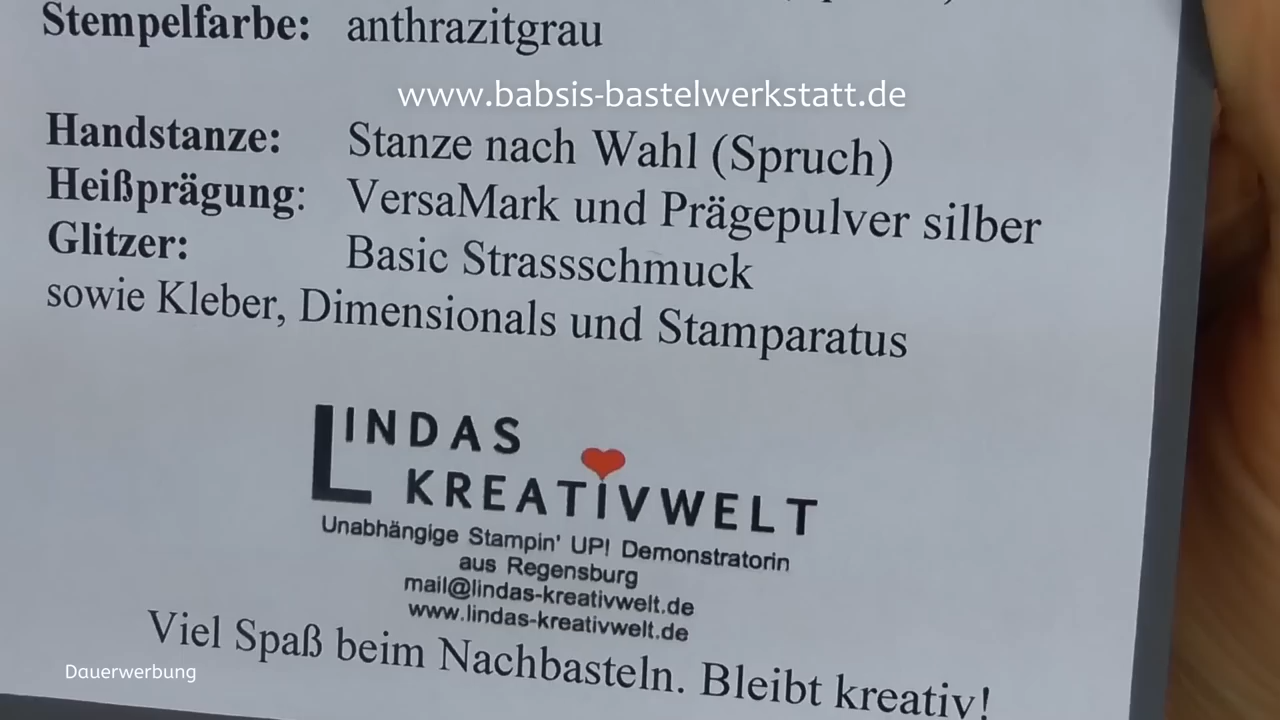 Stempelfarbe: anthrazitgrau
www.babsis-bastelwerkstatt.de
Handstanze: Stanze nach Wahl (Spruch)
Heißprägung: VersaMark und Prägepulver silber
Glitzer: Basic Strassschmuck
sowie Kleber, Dimensionals und Stamparatus
LINDAS
KREATIVWELT
Unabhängige Stampin' UP! Demonstratorin
aus Regensburg
mail@lindas-kreativwelt.de
www.lindas-kreativwelt.de
Viel Spaß beim Nachbasteln. Bleibt kreativ!
Dauerwerbung